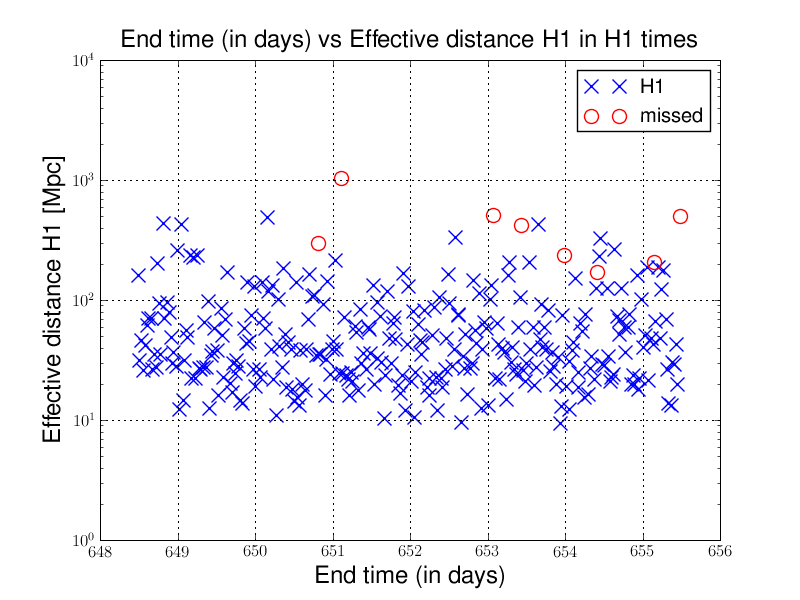 End time (in days) vs Effective distance H1 in H1 times
H1
missed
Effective distance H1 [Mpc]
10^4
10^3
10^2
10^1
10^0
648 649 650 651 652 653 654 655 656
End time (in days)